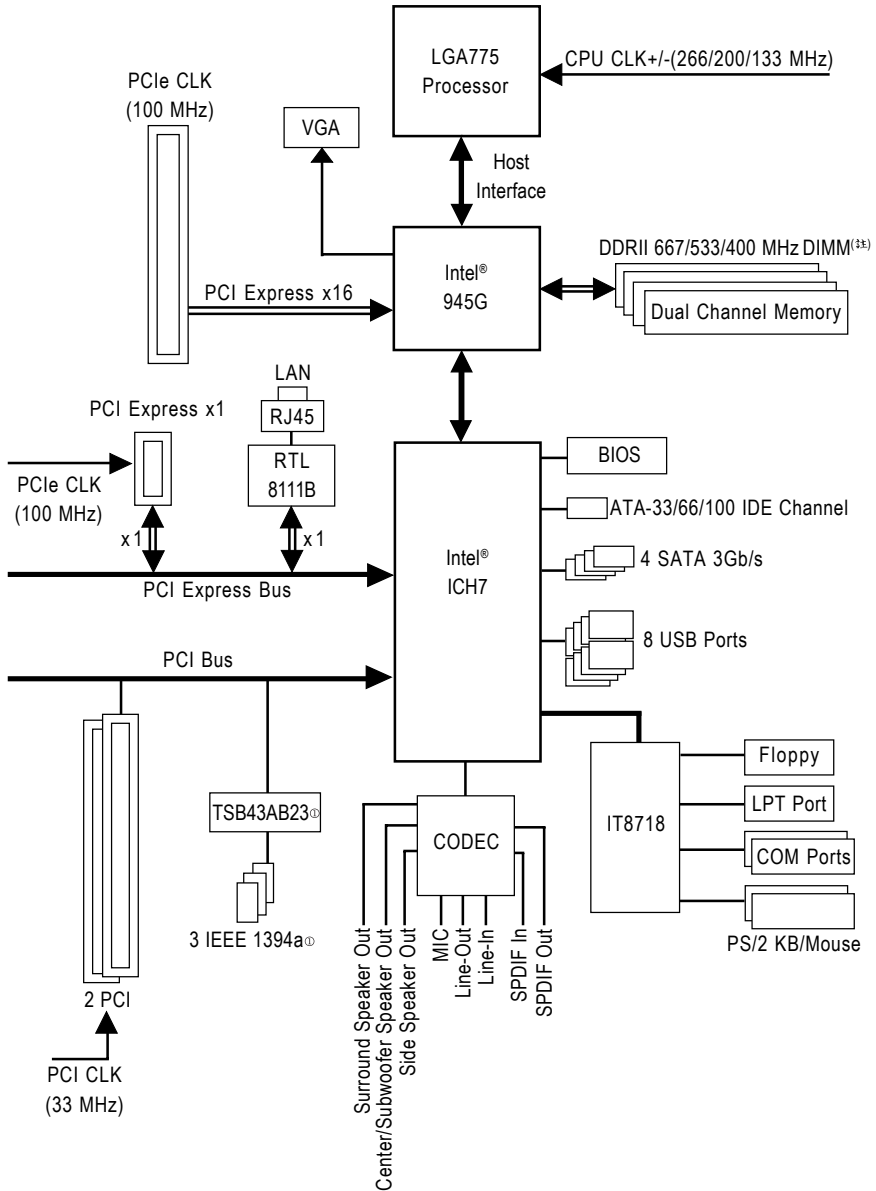 LGA775
Processor
CPU CLK+/-(266/200/133 MHz)
PCIe CLK
(100 MHz)
VGA
Host
Interface
DDRII 667/533/400 MHz DIMM(註)
Intel®
945G
PCI Express x16
Dual Channel Memory
LAN
RJ45
PCI Express x1
RTL
8111B
BIOS
PCIe CLK
(100 MHz)
ATA-33/66/100 IDE Channel
x1
x1
Intel®
ICH7
4 SATA 3Gb/s
PCI Express Bus
8 USB Ports
PCI Bus
Floppy
TSB43AB23①
LPT Port
IT8718
CODEC
COM Ports
3 IEEE 1394a①
PS/2 KB/Mouse
Surround Speaker Out
Center/Subwoofer Speaker Out
Side Speaker Out
MIC
Line-Out
Line-In
SPDIF In
SPDIF Out
2 PCI
PCI CLK
(33 MHz)